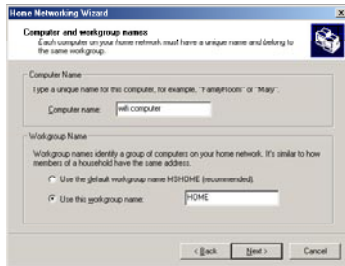 Home Networking Wizard
Computer and workgroup names
Each computer on your home network must have a unique name and belong to
the same workgroup.
Computer Name
Type a unique name for this computer, for example, "FamilyRoom" or "Mary".
Computer name:
wifi computer
Workgroup Name
Workgroup names identify a group of computers on your home network. It's similar to how
members of a household have the same address.
Use the default workgroup name MSHOME (recommended).
Use this workgroup name:
HOME
< Back
Next >
Cancel